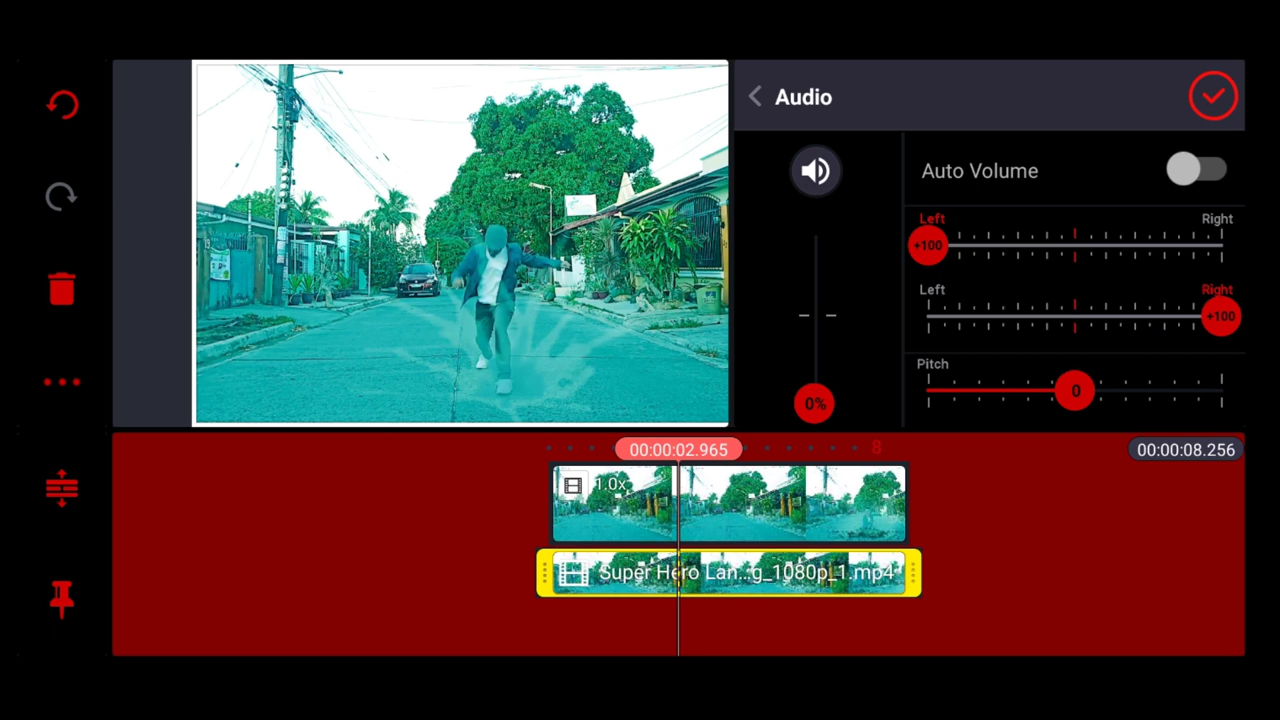 Audio
Auto Volume
Left Right
+100
Left Right
+100
Pitch
0
0%
00:00:02.965
8
00:00:08.256
1.0x
Super Hero Lan...g_1080p_1.mp4